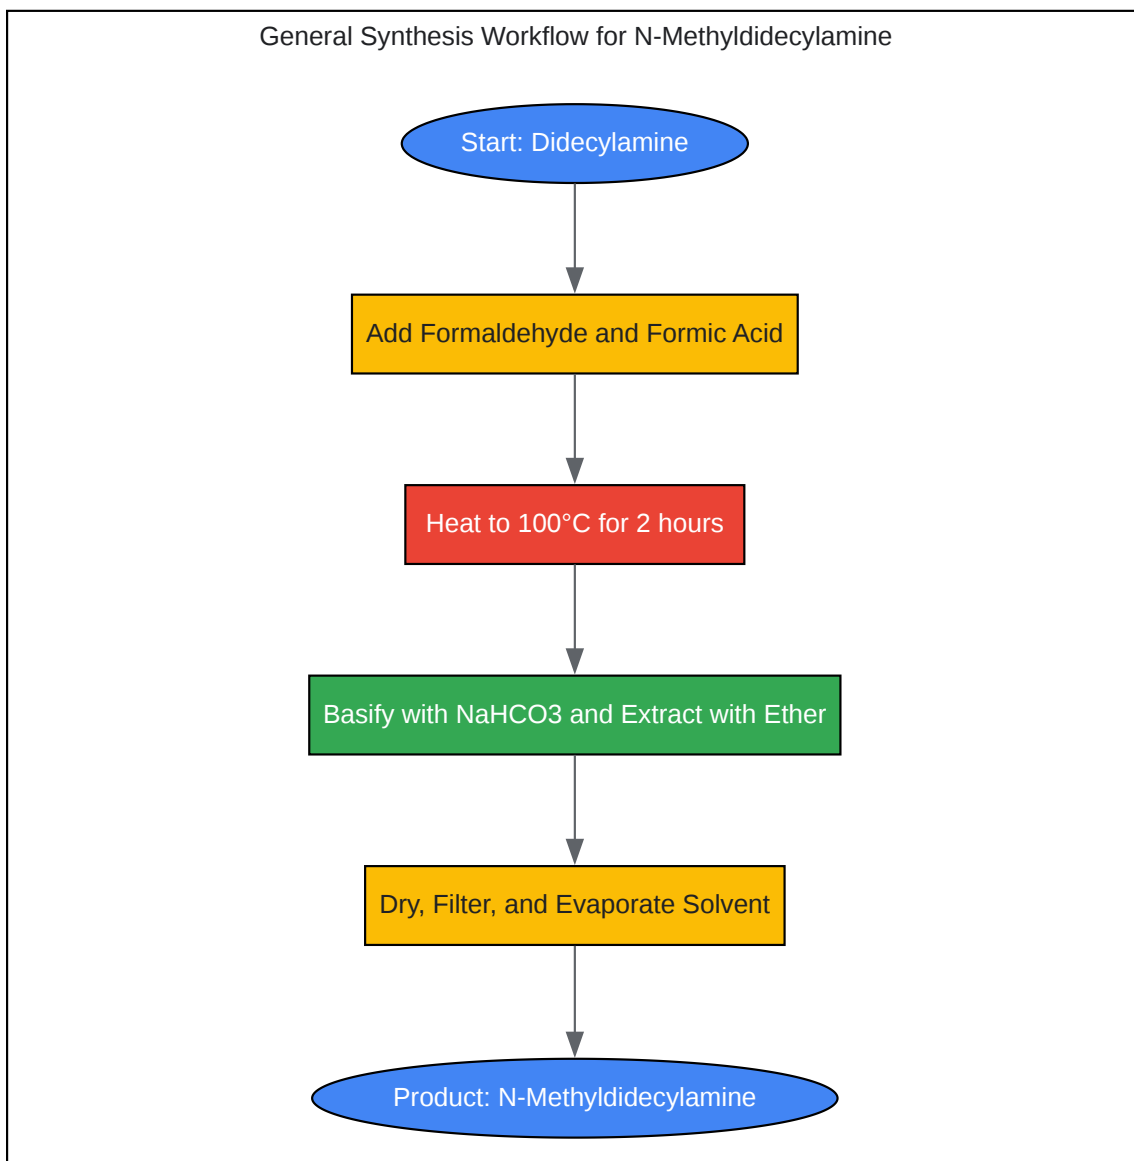 General Synthesis Workflow for N-Methyldidecylamine
Start: Didecylamine
Add Formaldehyde and Formic Acid
Heat to 100°C for 2 hours
Basify with NaHCO3 and Extract with Ether
Dry, Filter, and Evaporate Solvent
Product: N-Methyldidecylamine